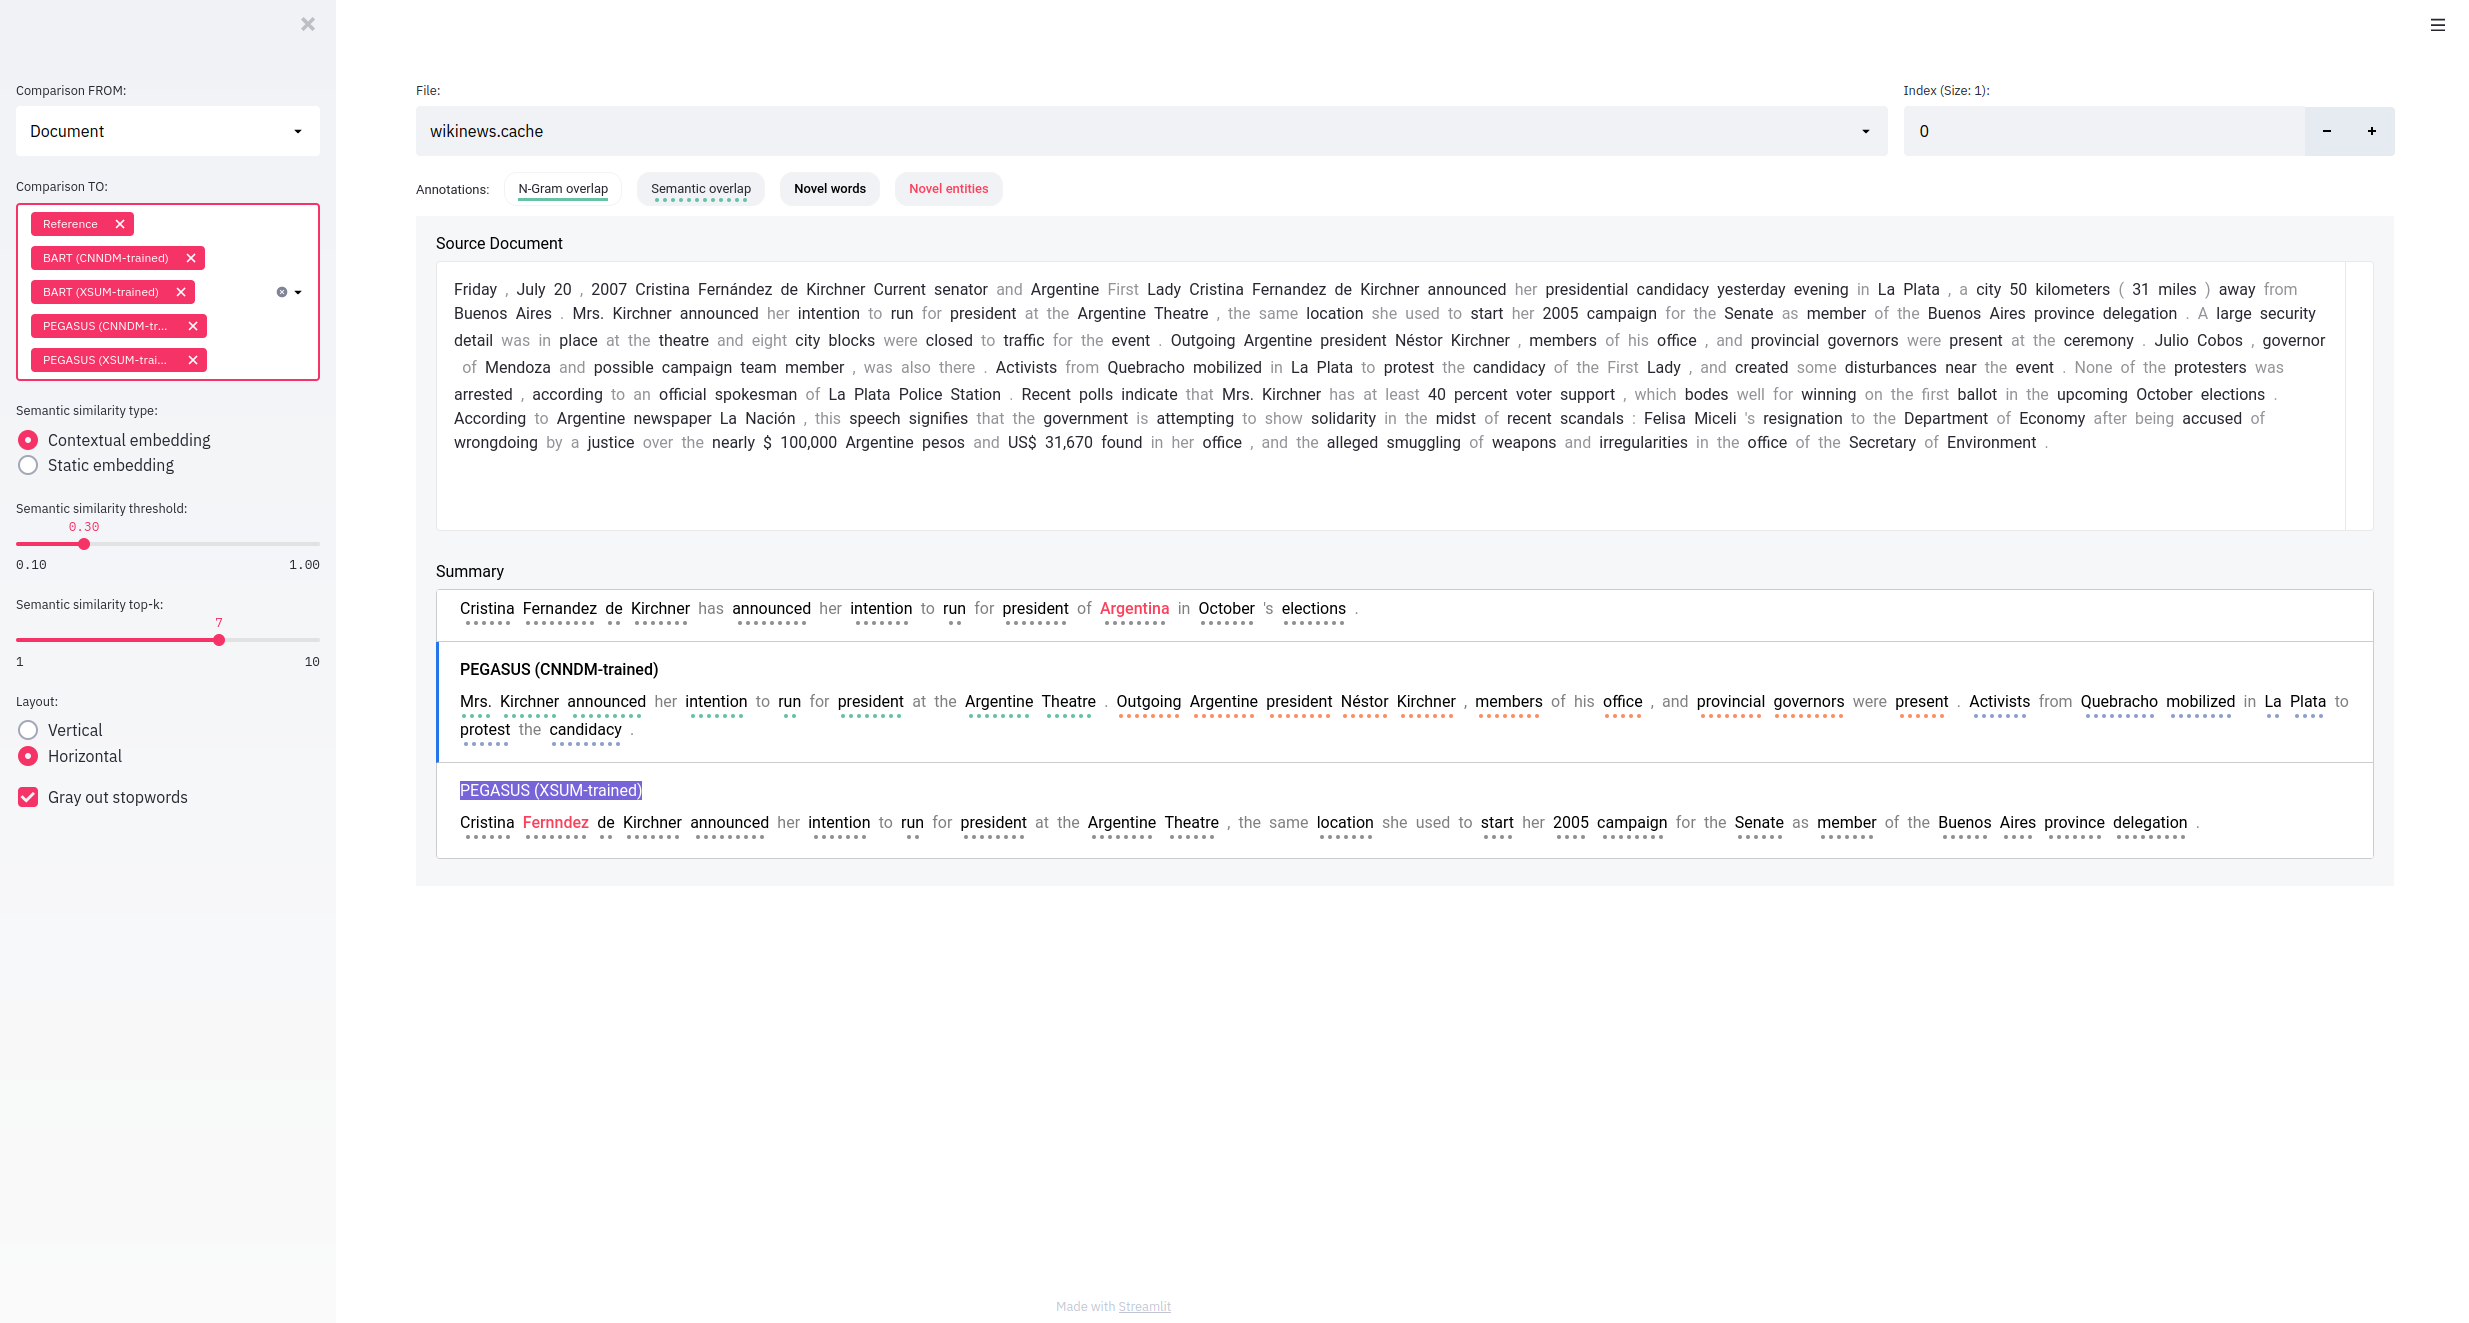 Comparison FROM:
Document
Comparison TO:
Reference
BART (CNNDM-trained)
BART (XSUM-trained)
PEGASUS (CNNDM-tr...
PEGASUS (XSUM-trai...
Semantic similarity type:
Contextual embedding
Static embedding
Semantic similarity threshold:
0.30
0.10 1.00
Semantic similarity top-k:
7
1 10
Layout:
Vertical
Horizontal
Gray out stopwords
File:
wikinews.cache
Index (Size: 1):
0
Annotations: N-Gram overlap Semantic overlap Novel words Novel entities
Source Document
Friday , July 20 , 2007 Cristina Fernández de Kirchner Current senator and Argentine First Lady Cristina Fernandez de Kirchner announced her presidential candidacy yesterday evening in La Plata , a city 50 kilometers ( 31 miles ) away from
Buenos Aires . Mrs. Kirchner announced her intention to run for president at the Argentine Theatre , the same location she used to start her 2005 campaign for the Senate as member of the Buenos Aires province delegation . A large security
detail was in place at the theatre and eight city blocks were closed to traffic for the event . Outgoing Argentine president Néstor Kirchner , members of his office , and provincial governors were present at the ceremony . Julio Cobos , governor
of Mendoza and possible campaign team member , was also there . Activists from Quebracho mobilized in La Plata to protest the candidacy of the First Lady , and created some disturbances near the event . None of the protesters was
arrested , according to an official spokesman of La Plata Police Station . Recent polls indicate that Mrs. Kirchner has at least 40 percent voter support , which bodes well for winning on the first ballot in the upcoming October elections .
According to Argentine newspaper La Nación , this speech signifies that the government is attempting to show solidarity in the midst of recent scandals : Felisa Miceli 's resignation to the Department of Economy after being accused of
wrongdoing by a justice over the nearly $ 100,000 Argentine pesos and US$ 31,670 found in her office , and the alleged smuggling of weapons and irregularities in the office of the Secretary of Environment .
Summary
Cristina Fernandez de Kirchner has announced her intention to run for president of Argentina in October 's elections .
PEGASUS (CNNDM-trained)
Mrs. Kirchner announced her intention to run for president at the Argentine Theatre . Outgoing Argentine president Néstor Kirchner , members of his office , and provincial governors were present . Activists from Quebracho mobilized in La Plata to
protest the candidacy .
PEGASUS (XSUM-trained)
Cristina Fernndez de Kirchner announced her intention to run for president at the Argentine Theatre , the same location she used to start her 2005 campaign for the Senate as member of the Buenos Aires province delegation .
Made with Streamlit